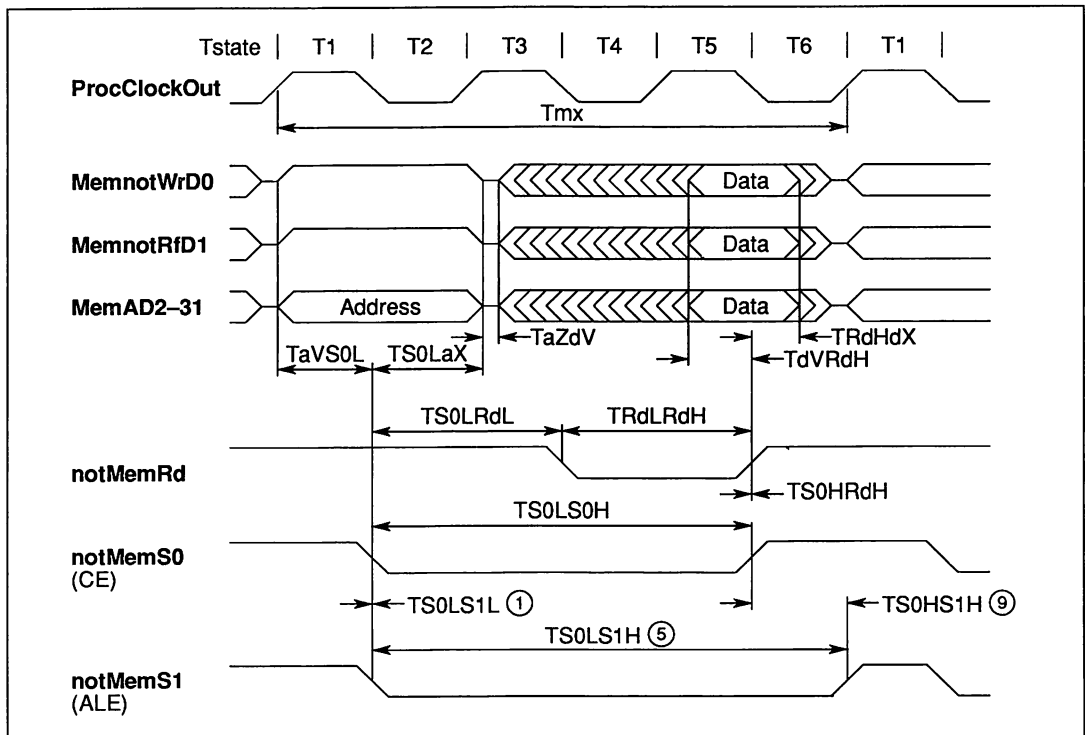 Tstate | T1 | T2 | T3 | T4 | T5 | T6 | T1 |
ProcClockOut
Tmx
MemnotWrD0 Data
MemnotRfD1 Data
MemAD2–31 Address Data
TaZdV TRdHdX
TaVS0L TS0LaX TdVRdH
TS0LRdL TRdLRdH
notMemRd
TS0HRdH
TS0LS0H
notMemS0
(CE)
TS0LS1L ① TS0HS1H ⑨
TS0LS1H ⑤
notMemS1
(ALE)